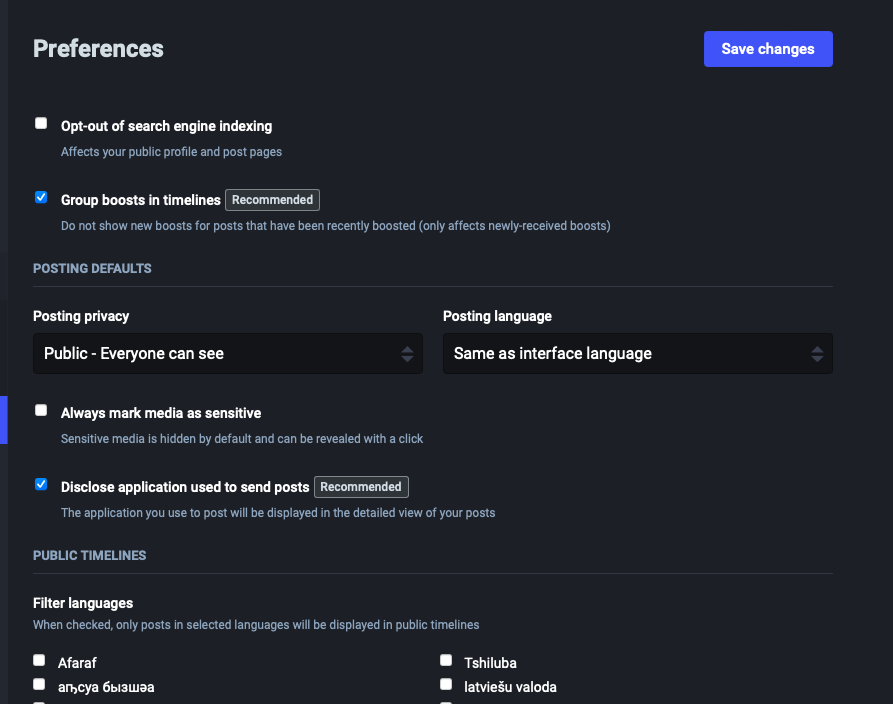 Preferences
Save changes
Opt-out of search engine indexing
Affects your public profile and post pages
Group boosts in timelines Recommended
Do not show new boosts for posts that have been recently boosted (only affects newly-received boosts)
POSTING DEFAULTS
Posting privacy
Posting language
Public - Everyone can see
Same as interface language
Always mark media as sensitive
Sensitive media is hidden by default and can be revealed with a click
Disclose application used to send posts Recommended
The application you use to post will be displayed in the detailed view of your posts
PUBLIC TIMELINES
Filter languages
When checked, only posts in selected languages will be displayed in public timelines
Afaraf
Tshiluba
аҧсуа бызшәа
latviešu valoda